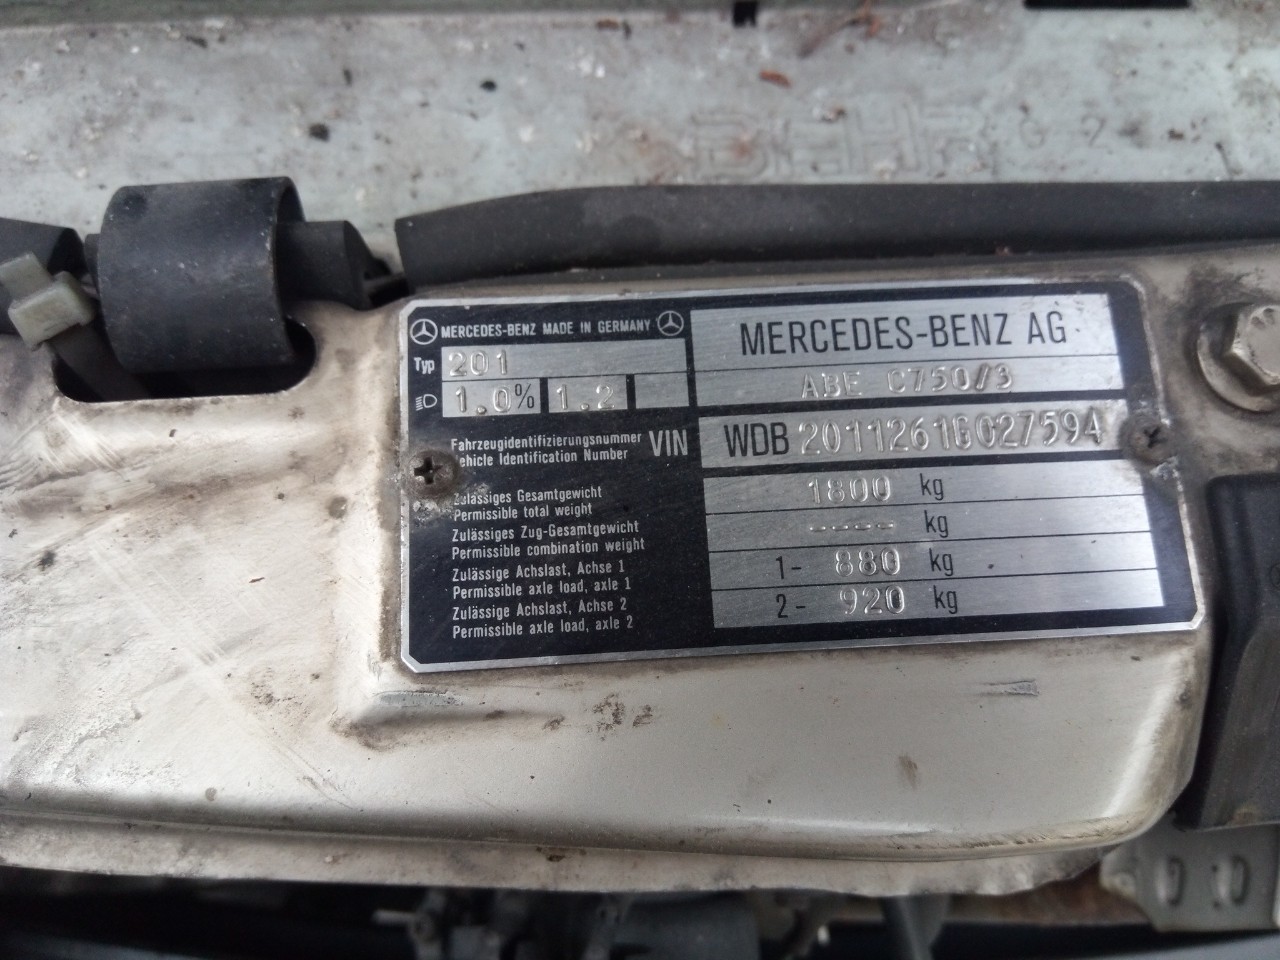 BEHR
MERCEDES-BENZ MADE IN GERMANY
MERCEDES-BENZ AG
Typ 201
ABE C750/3
1.0% 1.2
Fahrzeugidentifizierungsnummer
Vehicle Identification Number
VIN WDB 2011261G027594
Zulässiges Gesamtgewicht
Permissible total weight
1800 kg
Zulässiges Zug-Gesamtgewicht
Permissible combination weight
---- kg
Zulässige Achslast, Achse 1
Permissible axle load, axle 1
1- 880 kg
Zulässige Achslast, Achse 2
Permissible axle load, axle 2
2- 920 kg